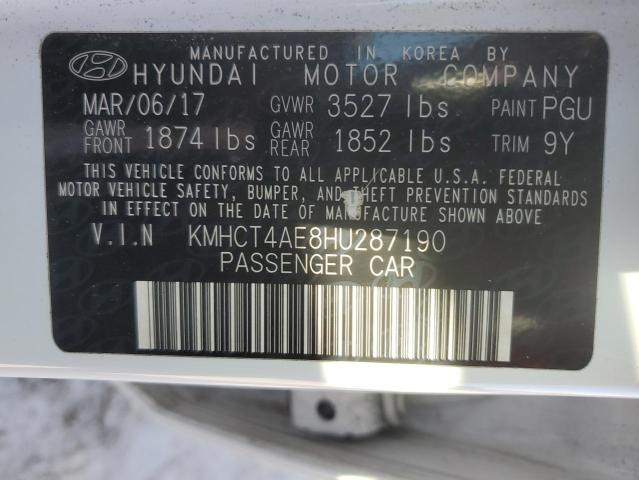 MANUFACTURED IN KOREA BY
HYUNDAI MOTOR COMPANY
MAR/06/17 GVWR 3527 lbs PAINT PGU
GAWR FRONT 1874 lbs GAWR REAR 1852 lbs TRIM 9Y
THIS VEHICLE CONFORMS TO ALL APPLICABLE U.S.A. FEDERAL
MOTOR VEHICLE SAFETY, BUMPER, AND THEFT PREVENTION STANDARDS
IN EFFECT ON THE DATE OF MANUFACTURE SHOWN ABOVE.
V.I.N KMHCT4AE8HU287190
PASSENGER CAR